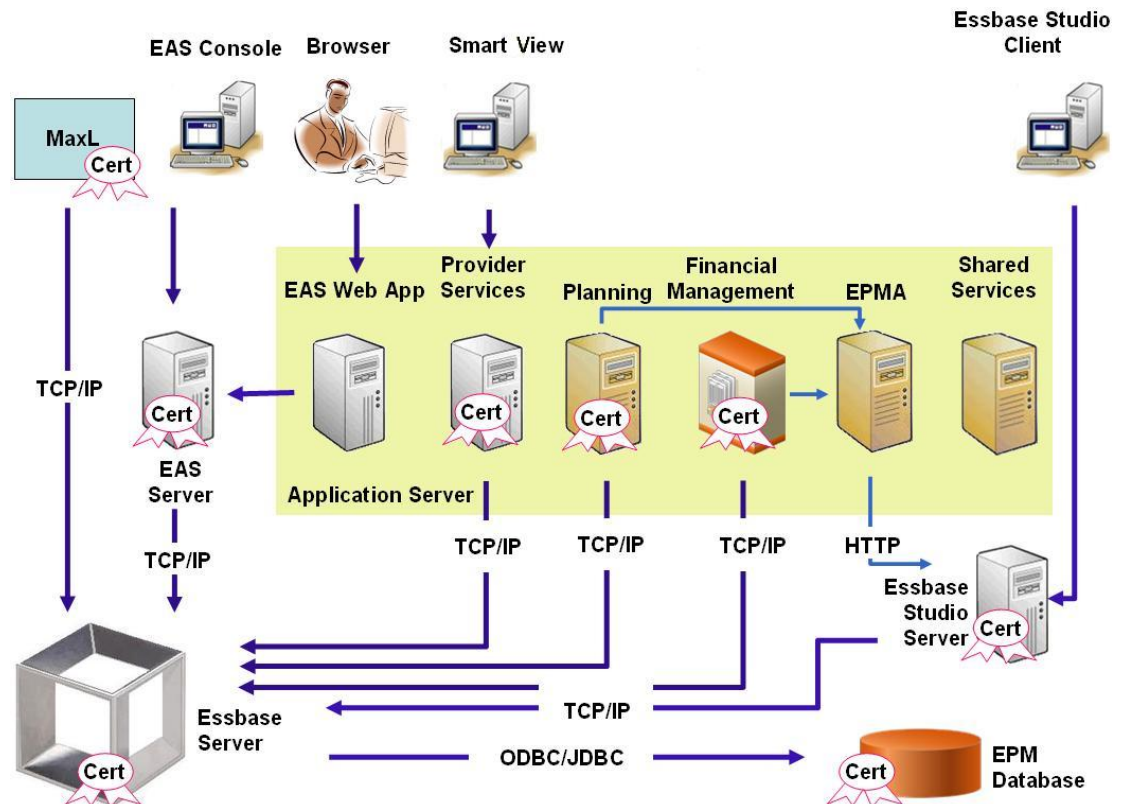 Essbase Studio
Client
EAS Console
Browser
Smart View
MaxL
Cert
EAS Web App
Provider
Services
Planning
Financial
Management
EPMA
Shared
Services
TCP/IP
Cert
Cert
Cert
Cert
EAS
Server
Application Server
TCP/IP
TCP/IP
TCP/IP
TCP/IP
HTTP
Essbase
Studio
Server
Cert
Essbase
Server
TCP/IP
ODBC/JDBC
Cert
Cert
EPM
Database